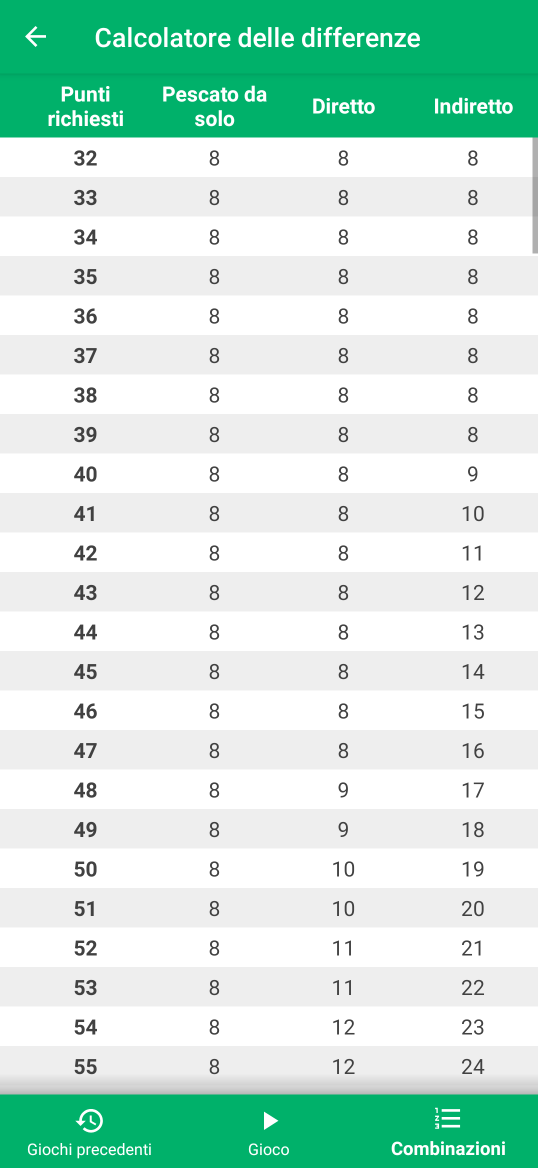 Calcolatore delle differenze
Punti richiesti Pescato da solo Diretto Indiretto
32 8 8 8
33 8 8 8
34 8 8 8
35 8 8 8
36 8 8 8
37 8 8 8
38 8 8 8
39 8 8 8
40 8 8 9
41 8 8 10
42 8 8 11
43 8 8 12
44 8 8 13
45 8 8 14
46 8 8 15
47 8 8 16
48 8 9 17
49 8 9 18
50 8 10 19
51 8 10 20
52 8 11 21
53 8 11 22
54 8 12 23
55 8 12 24
Giochi precedenti Gioco Combinazioni